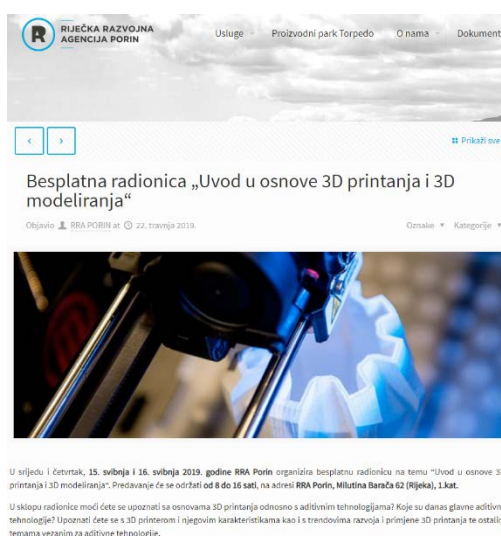 RIJEČKA RAZVOJNA
AGENCIJA PORIN
Usluge
Proizvodni park Torpedo
O nama
Dokument
Prikaži sve
Besplatna radionica „Uvod u osnove 3D printanja i 3D
modeliranja“
Objavio RRA PORIN at 22. travnja 2019.
Oznake
Kategorije
U srijedu i četvrtak, 15. svibnja i 16. svibnja 2019. godine RRA Porin organizira besplatnu radionicu na temu "Uvod u osnove 3D
printanja i 3D modeliranja". Predavanje će se održati od 8 do 16 sati, na adresi RRA Porin, Milutina Barača 62 (Rijeka), 1.kat.
U sklopu radionice moći ćete se upoznati sa osnovama 3D printanja odnosno s aditivnim tehnologijama? Koje su danas glavne aditivn
tehnologije? Upoznati ćete se s 3D printerom i njegovim karakteristikama kao i s trendovima razvoja i primjene 3D printanja te ostalim
temama vezanim za aditivne tehnologije.